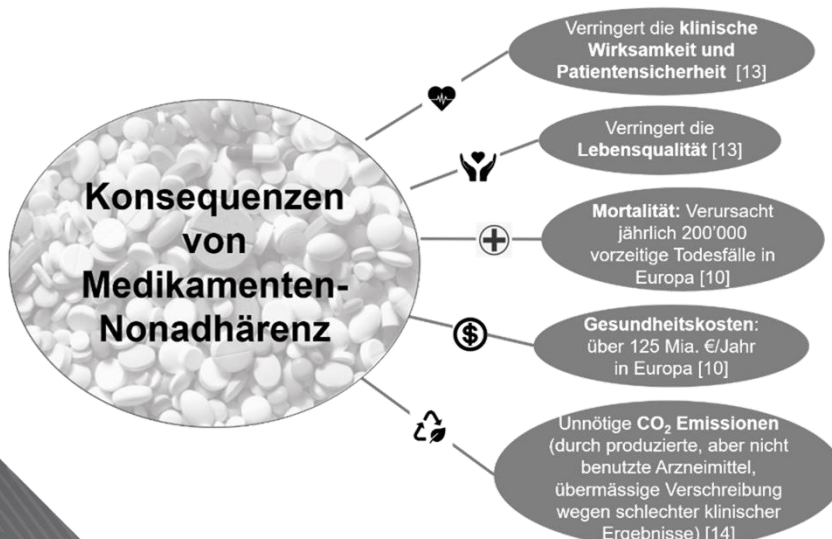 Konsequenzen
von
Medikamenten-
Nonadhärenz
Verringert die klinische
Wirksamkeit und
Patientensicherheit [13]
Verringert die
Lebensqualität [13]
Mortalität: Verursacht
jährlich 200’000
vorzeitige Todesfälle in
Europa [10]
Gesundheitskosten:
über 125 Mia. €/Jahr
in Europa [10]
Unnötige CO₂ Emissionen
(durch produzierte, aber nicht
benutzte Arzneimittel,
übermässige Verschreibung
wegen schlechter klinischer
Ergebnisse) [14]